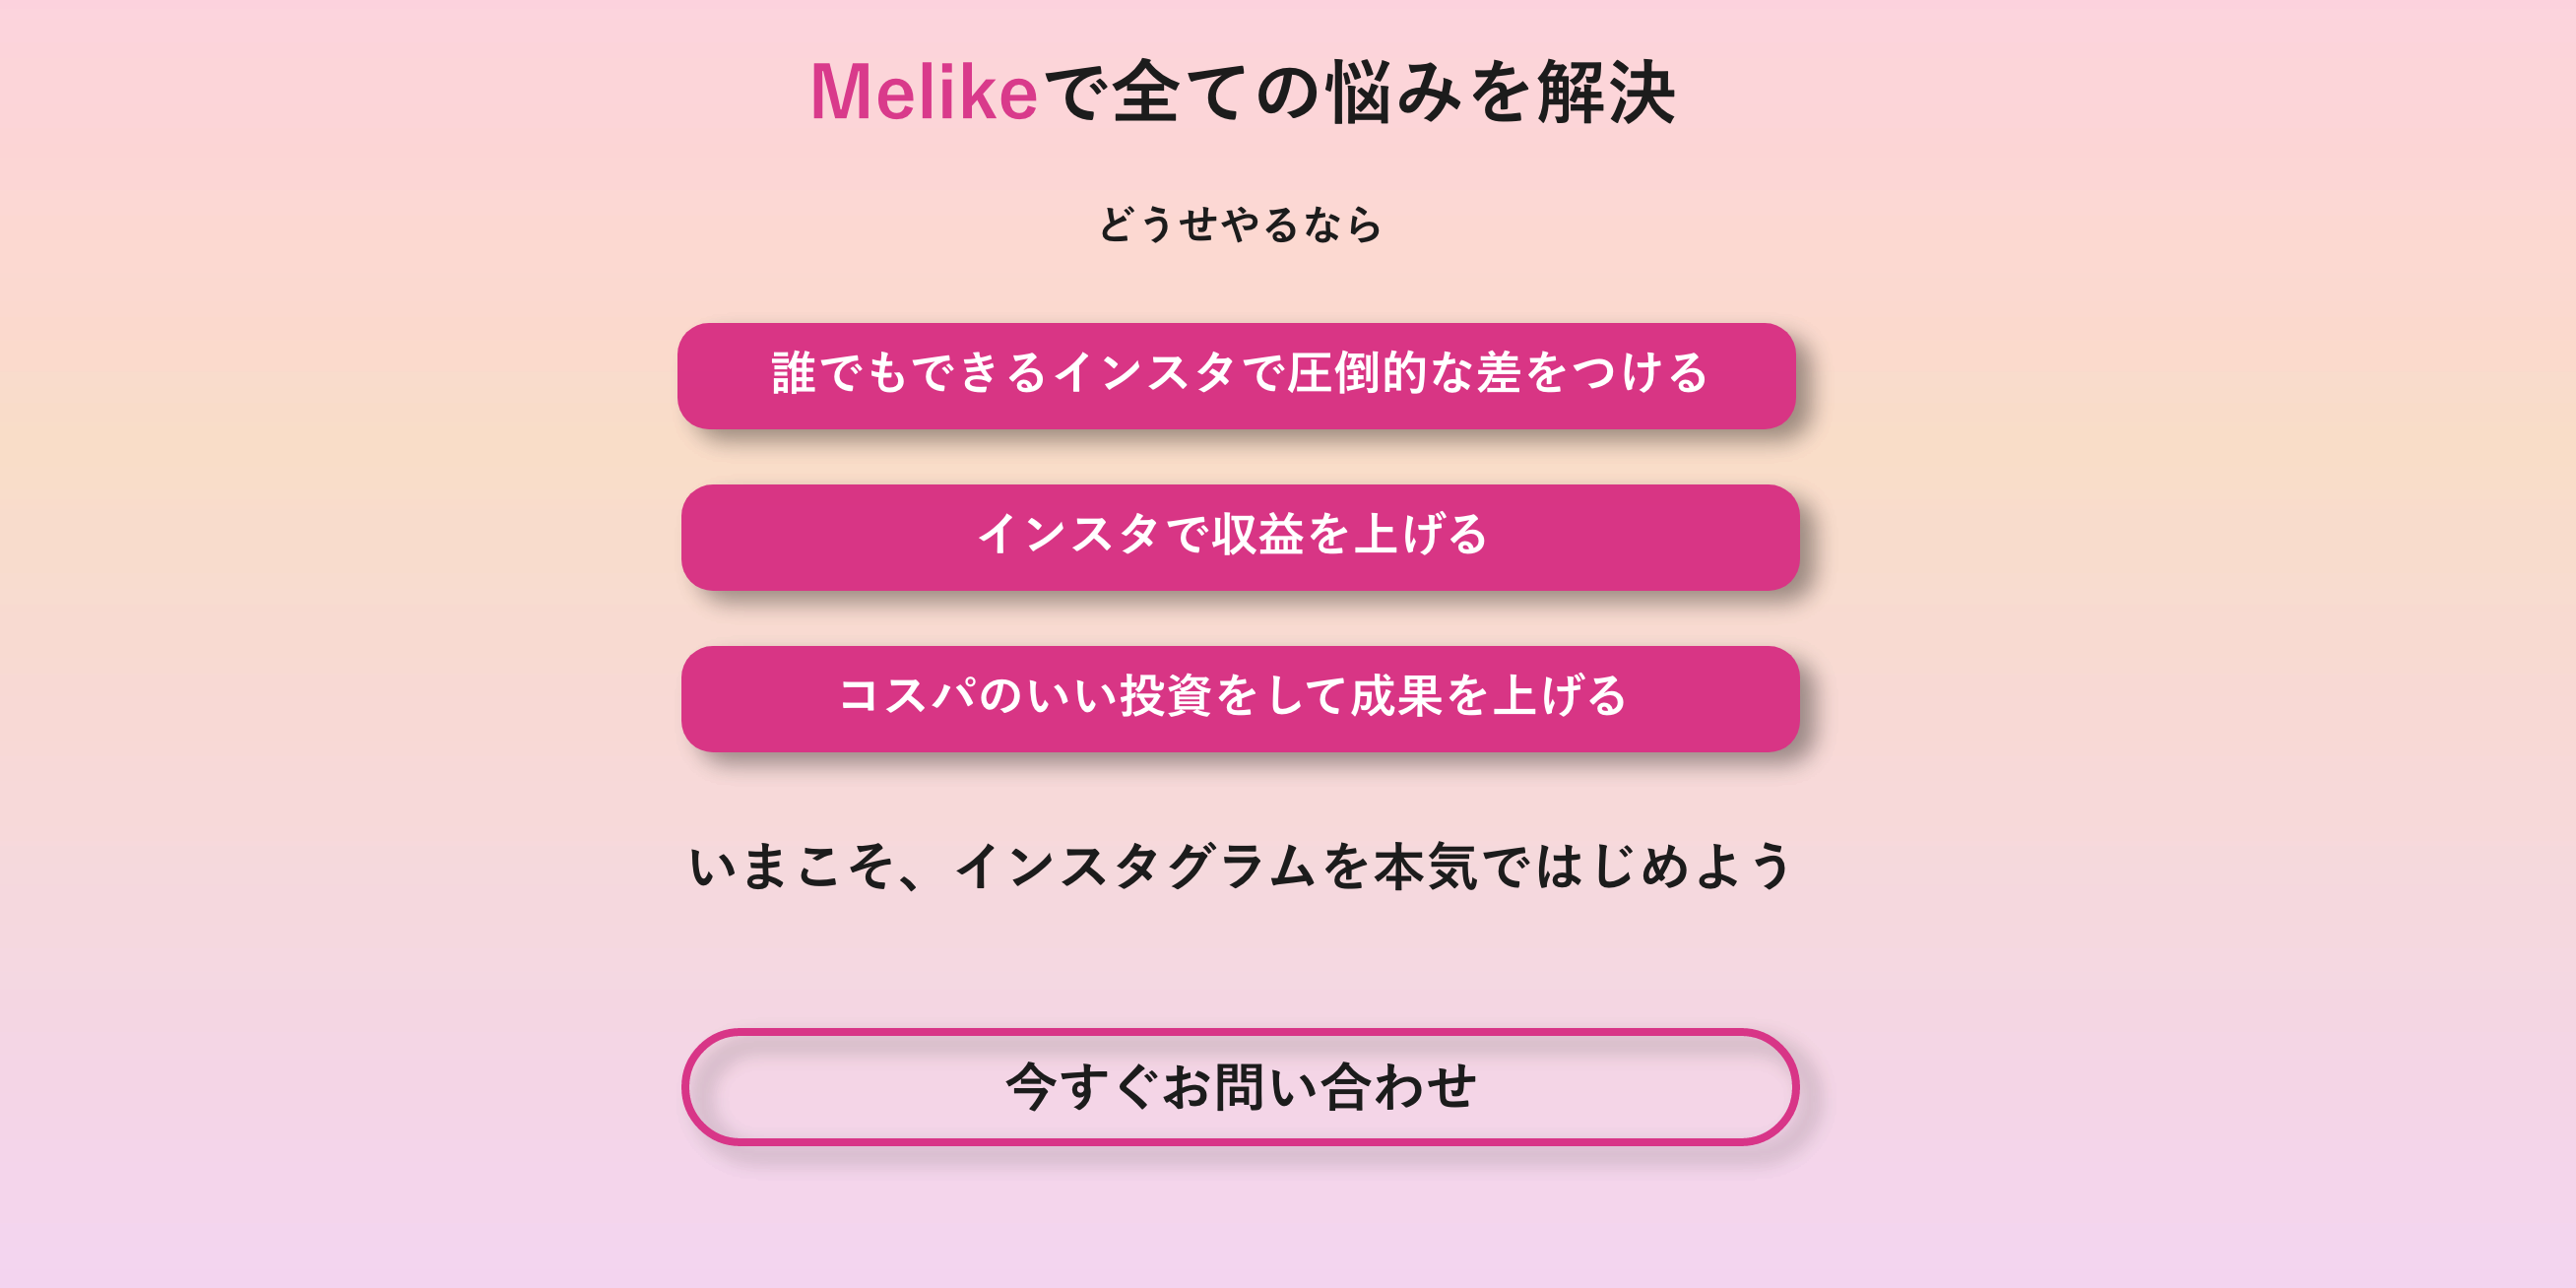 Melikeで全ての悩みを解決
どうせやるなら
誰でもできるインスタで圧倒的な差をつける
インスタで収益を上げる
コスパのいい投資をして成果を上げる
いまこそ、インスタグラムを本気ではじめよう
今すぐお問い合わせ